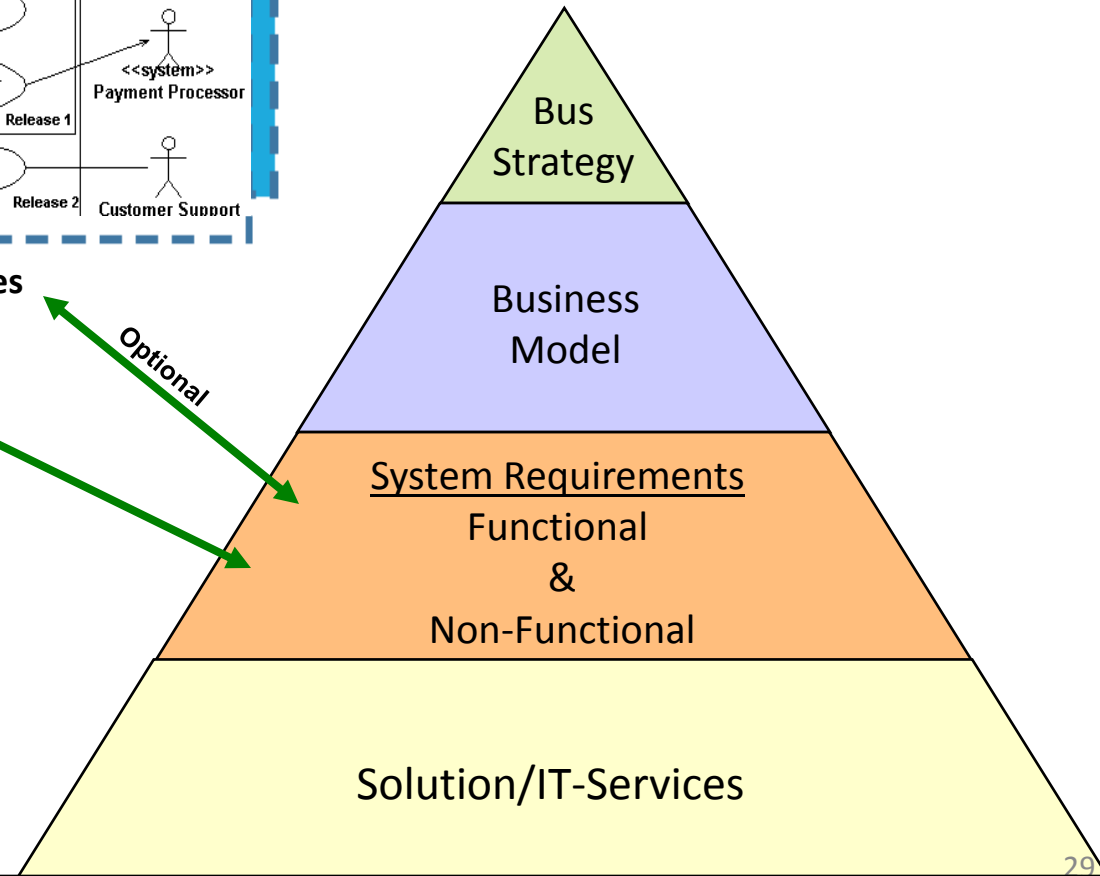 <<system>>
Payment Processor
Release 1
Release 2
Customer Support
es
Optional
Bus
Strategy
Business
Model
System Requirements
Functional
&
Non-Functional
Solution/IT-Services
29